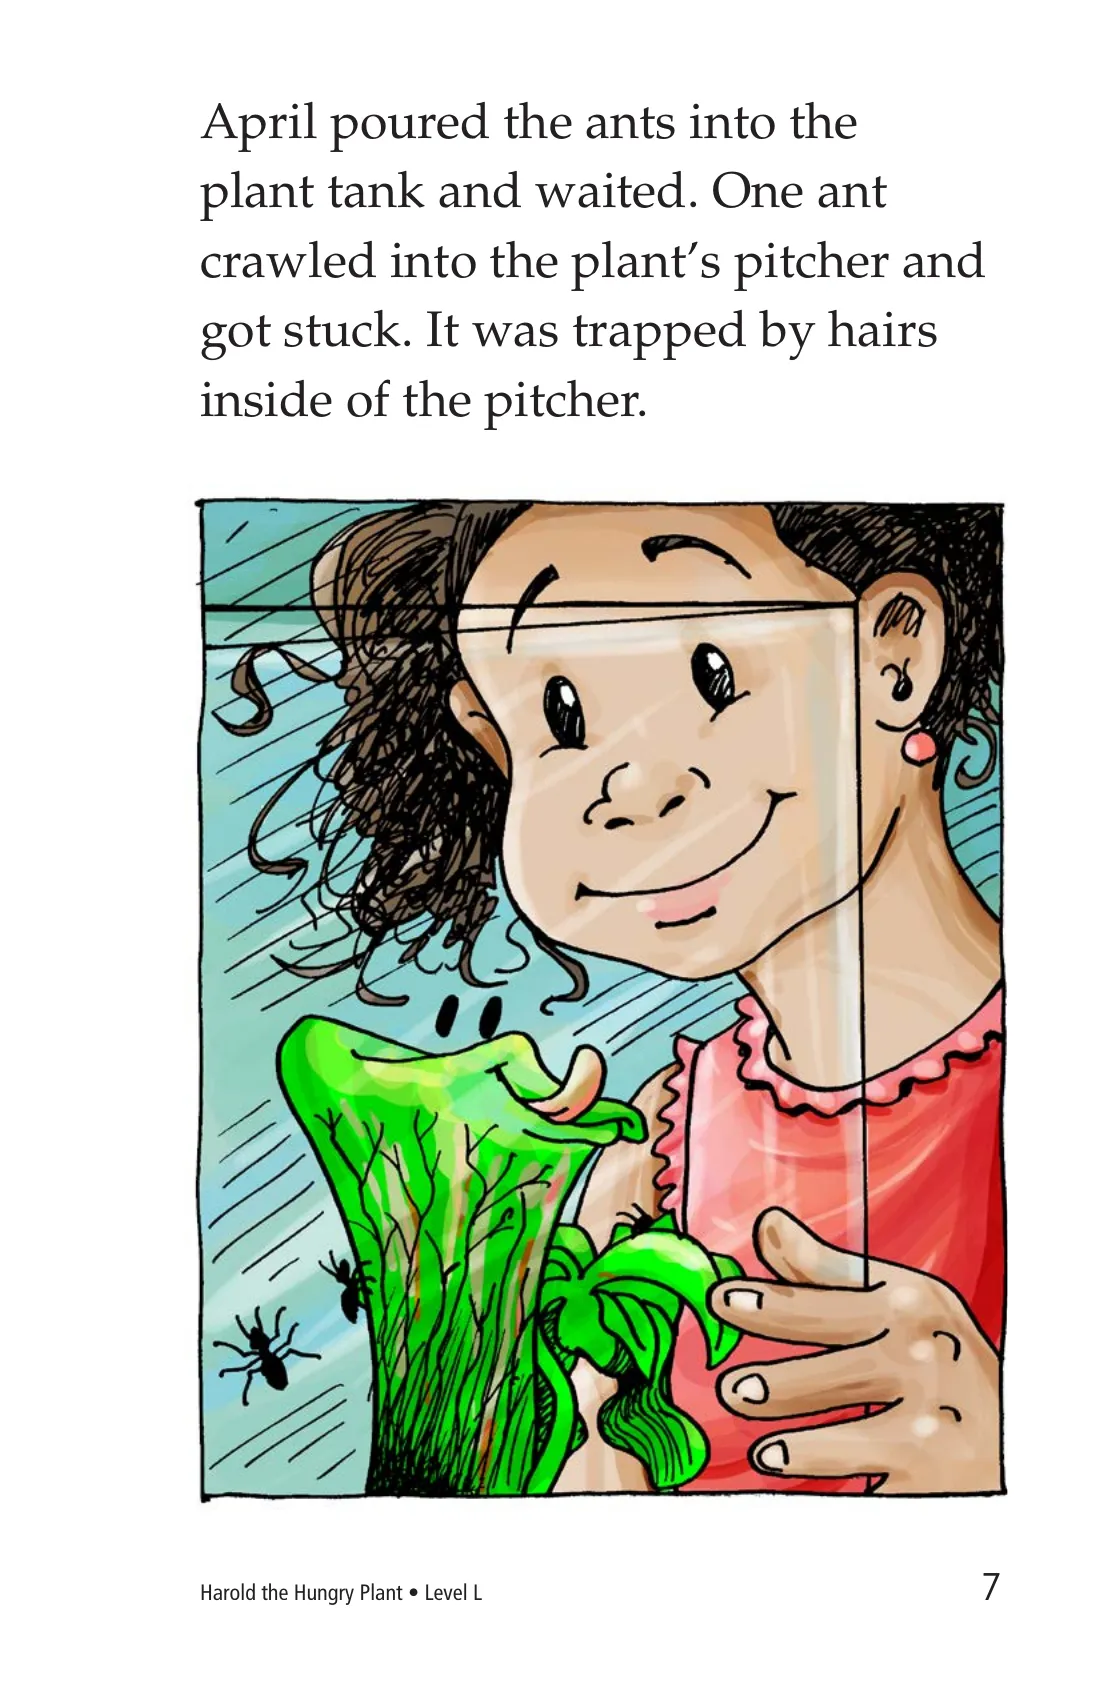 April poured the ants into the
plant tank and waited. One ant
crawled into the plant’s pitcher and
got stuck. It was trapped by hairs
inside of the pitcher.
Harold the Hungry Plant • Level L
7